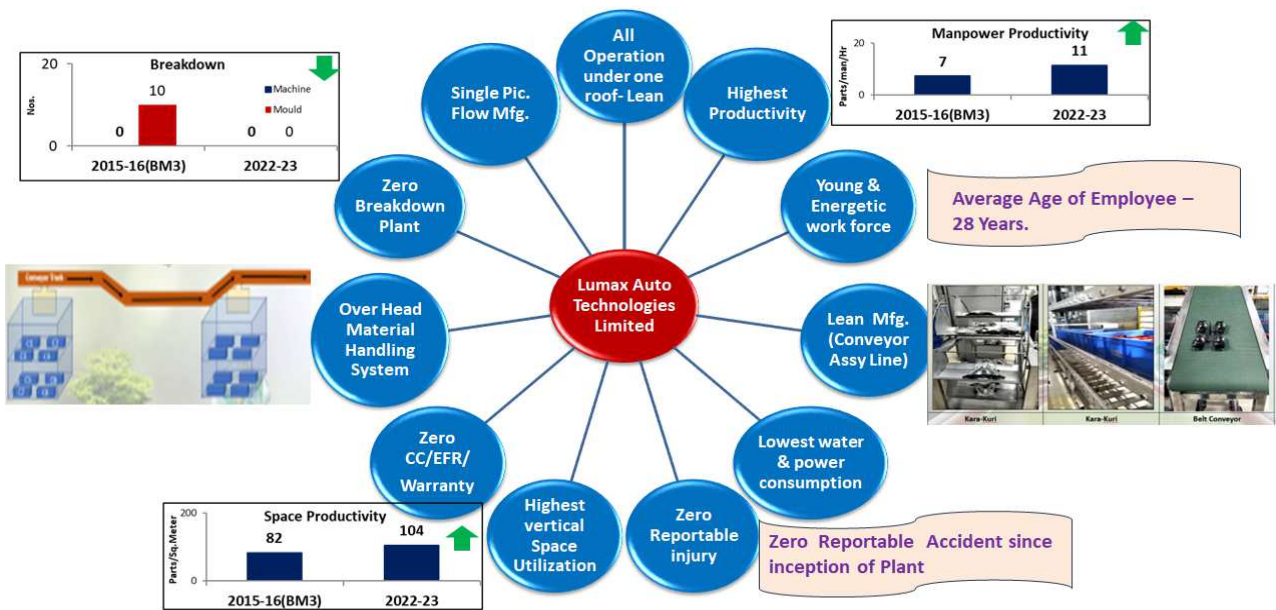 Breakdown
20
10
Machine
Mould
Nos.
0
0
0
0
2015-16(BM3)
2022-23
Single Pic.
Flow Mfg.
All
Operation
under one
roof- Lean
Highest
Productivity
Manpower Productivity
20
7
11
Parts/man/Hr
0
2015-16(BM3)
2022-23
Zero
Breakdown
Plant
Young &
Energetic
work force
Average Age of Employee –
28 Years.
Conveyor Track
Over Head
Material
Handling
System
Lumax Auto
Technologies
Limited
Lean Mfg.
(Conveyor
Assy Line)
Kara-Kuri
Kara-Kuri
Belt Conveyor
Zero
CC/EFR/
Warranty
Lowest water
& power
consumption
Space Productivity
200
82
104
Parts/Sq.Meter
0
2015-16(BM3)
2022-23
Highest
vertical
Space
Utilization
Zero
Reportable
injury
Zero Reportable Accident since
inception of Plant